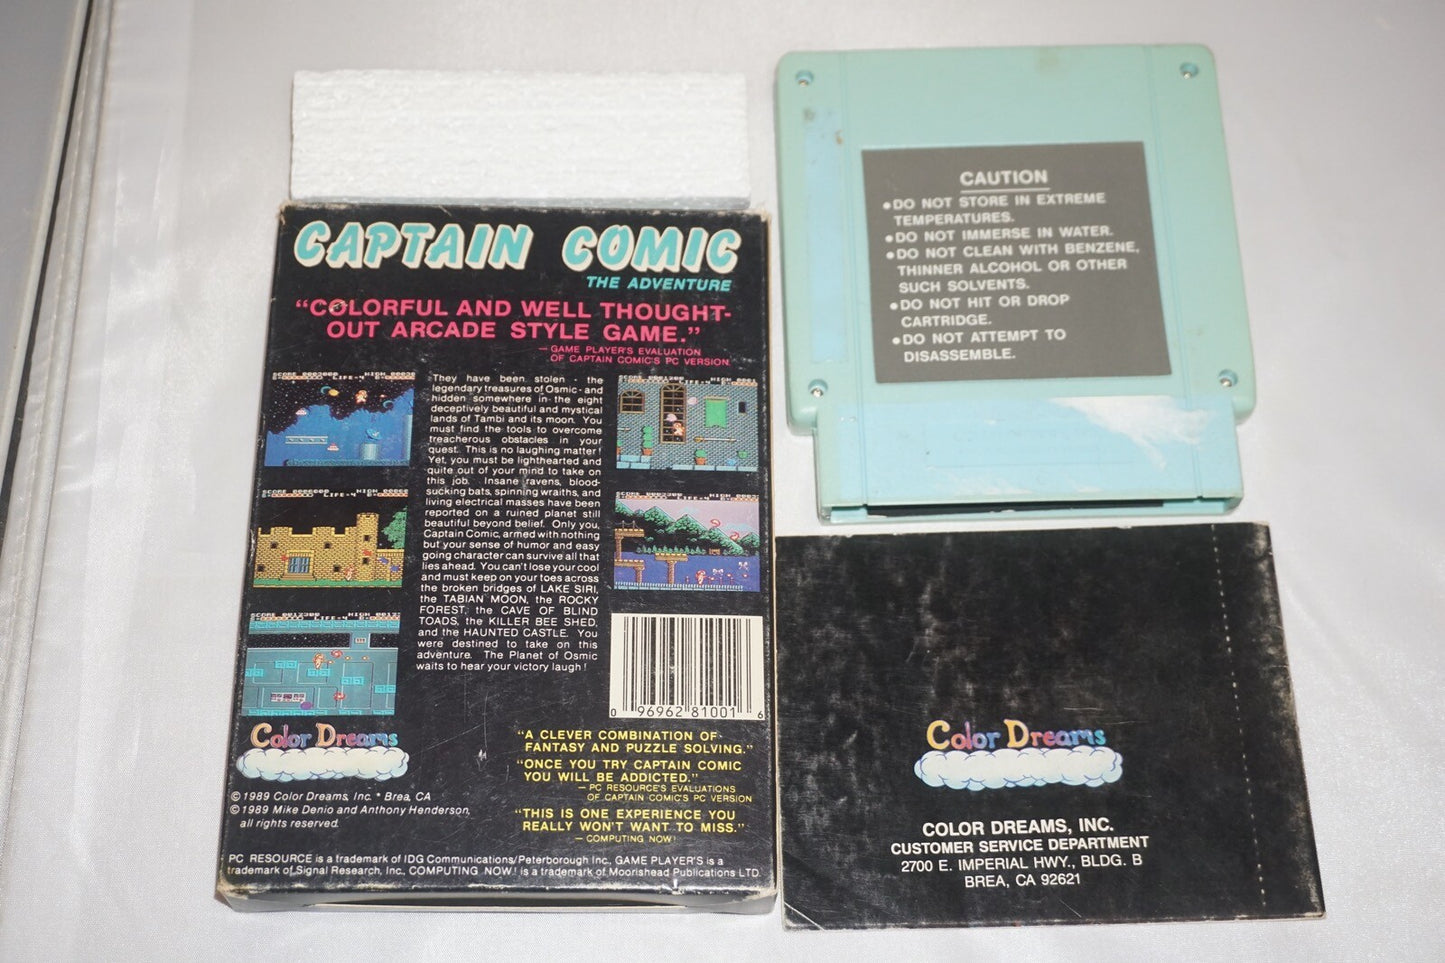 CAPTAIN COMIC
THE ADVENTURE
“COLORFUL AND WELL THOUGHT-
OUT ARCADE STYLE GAME.”
— GAME PLAYER'S EVALUATION
OF CAPTAIN COMIC'S PC VERSION
They have been stolen - the
legendary treasures of Osmic - and
hidden somewhere in the eight
deceptively beautiful and mystical
lands of Tambi and its moon. You
must find the tools to overcome
treacherous obstacles in your
quest. This is no laughing matter!
Yet, you must be lighthearted and
quite out of your mind to take on
this job. Insane ravens, blood-
sucking bats, spinning wraiths, and
living electrical masses have been
reported on a ruined planet still
beautiful beyond belief. Only you,
Captain Comic, armed with nothing
but your sense of humor and easy
going character can survive all that
lies ahead. You can't lose your cool
and must keep on your toes across
the broken bridges of LAKE SIRI,
the TABIAN MOON, the ROCKY
FOREST, the CAVE OF BLIND
TOADS, the KILLER BEE SHED,
and the HAUNTED CASTLE. You
were destined to take on this
adventure. The Planet of Osmic
waits to hear your victory laugh!
0 96962 81001 6
Color Dreams
© 1989 Color Dreams, Inc. * Brea, CA
© 1989 Mike Denio and Anthony Henderson,
all rights reserved.
“A CLEVER COMBINATION OF
FANTASY AND PUZZLE SOLVING.”
“ONCE YOU TRY CAPTAIN COMIC
YOU WILL BE ADDICTED.”
— PC RESOURCE'S EVALUATIONS
OF CAPTAIN COMIC'S PC VERSION
“THIS IS ONE EXPERIENCE YOU
REALLY WON'T WANT TO MISS.”
— COMPUTING NOW!
PC RESOURCE is a trademark of IDG Communications/Peterborough Inc., GAME PLAYER'S is a
trademark of Signal Research, Inc., COMPUTING NOW! is a trademark of Moorishead Publications LTD.
CAUTION
● DO NOT STORE IN EXTREME
TEMPERATURES.
● DO NOT IMMERSE IN WATER.
● DO NOT CLEAN WITH BENZENE,
THINNER ALCOHOL OR OTHER
SUCH SOLVENTS.
● DO NOT HIT OR DROP
CARTRIDGE.
● DO NOT ATTEMPT TO
DISASSEMBLE.
Color Dreams
COLOR DREAMS, INC.
CUSTOMER SERVICE DEPARTMENT
2700 E. IMPERIAL HWY., BLDG. B
BREA, CA 92621